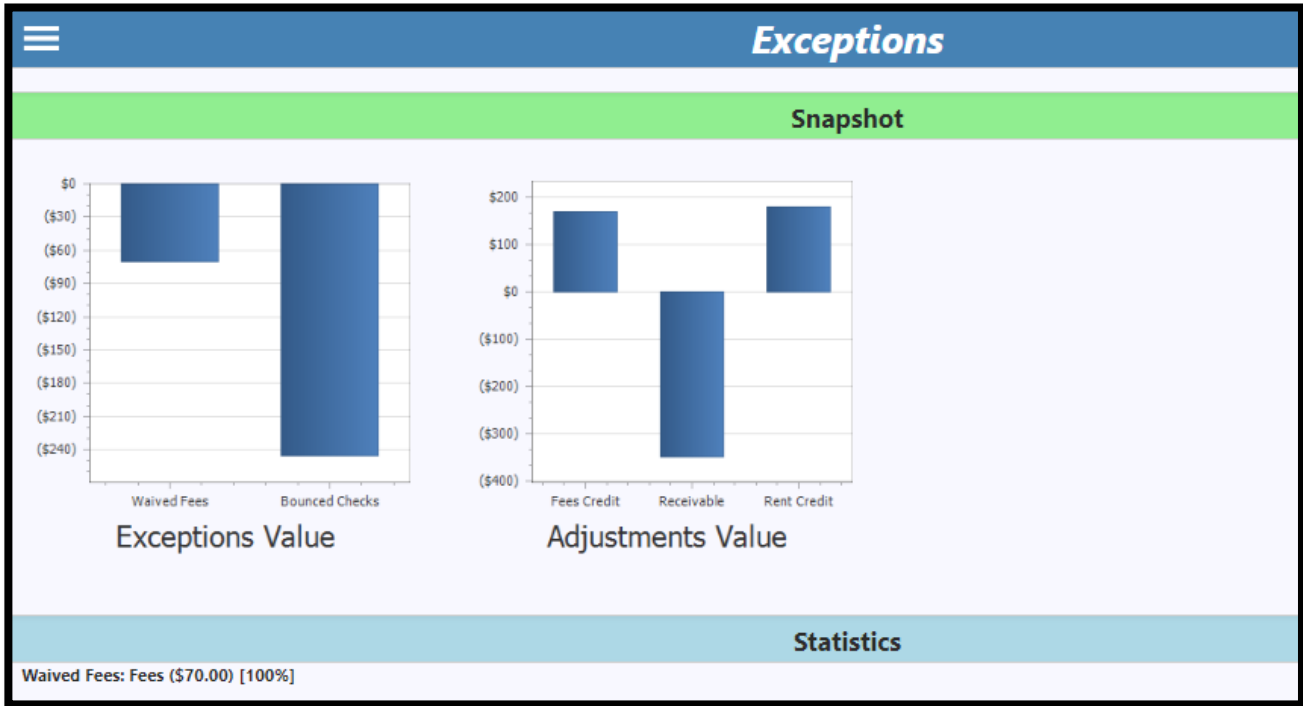 Exceptions
Snapshot
$0
($30)
($60)
($90)
($120)
($150)
($180)
($210)
($240)
Waived Fees Bounced Checks
Exceptions Value
$200
$100
$0
($100)
($200)
($300)
($400)
Fees Credit Receivable Rent Credit
Adjustments Value
Statistics
Waived Fees: Fees ($70.00) [100%]